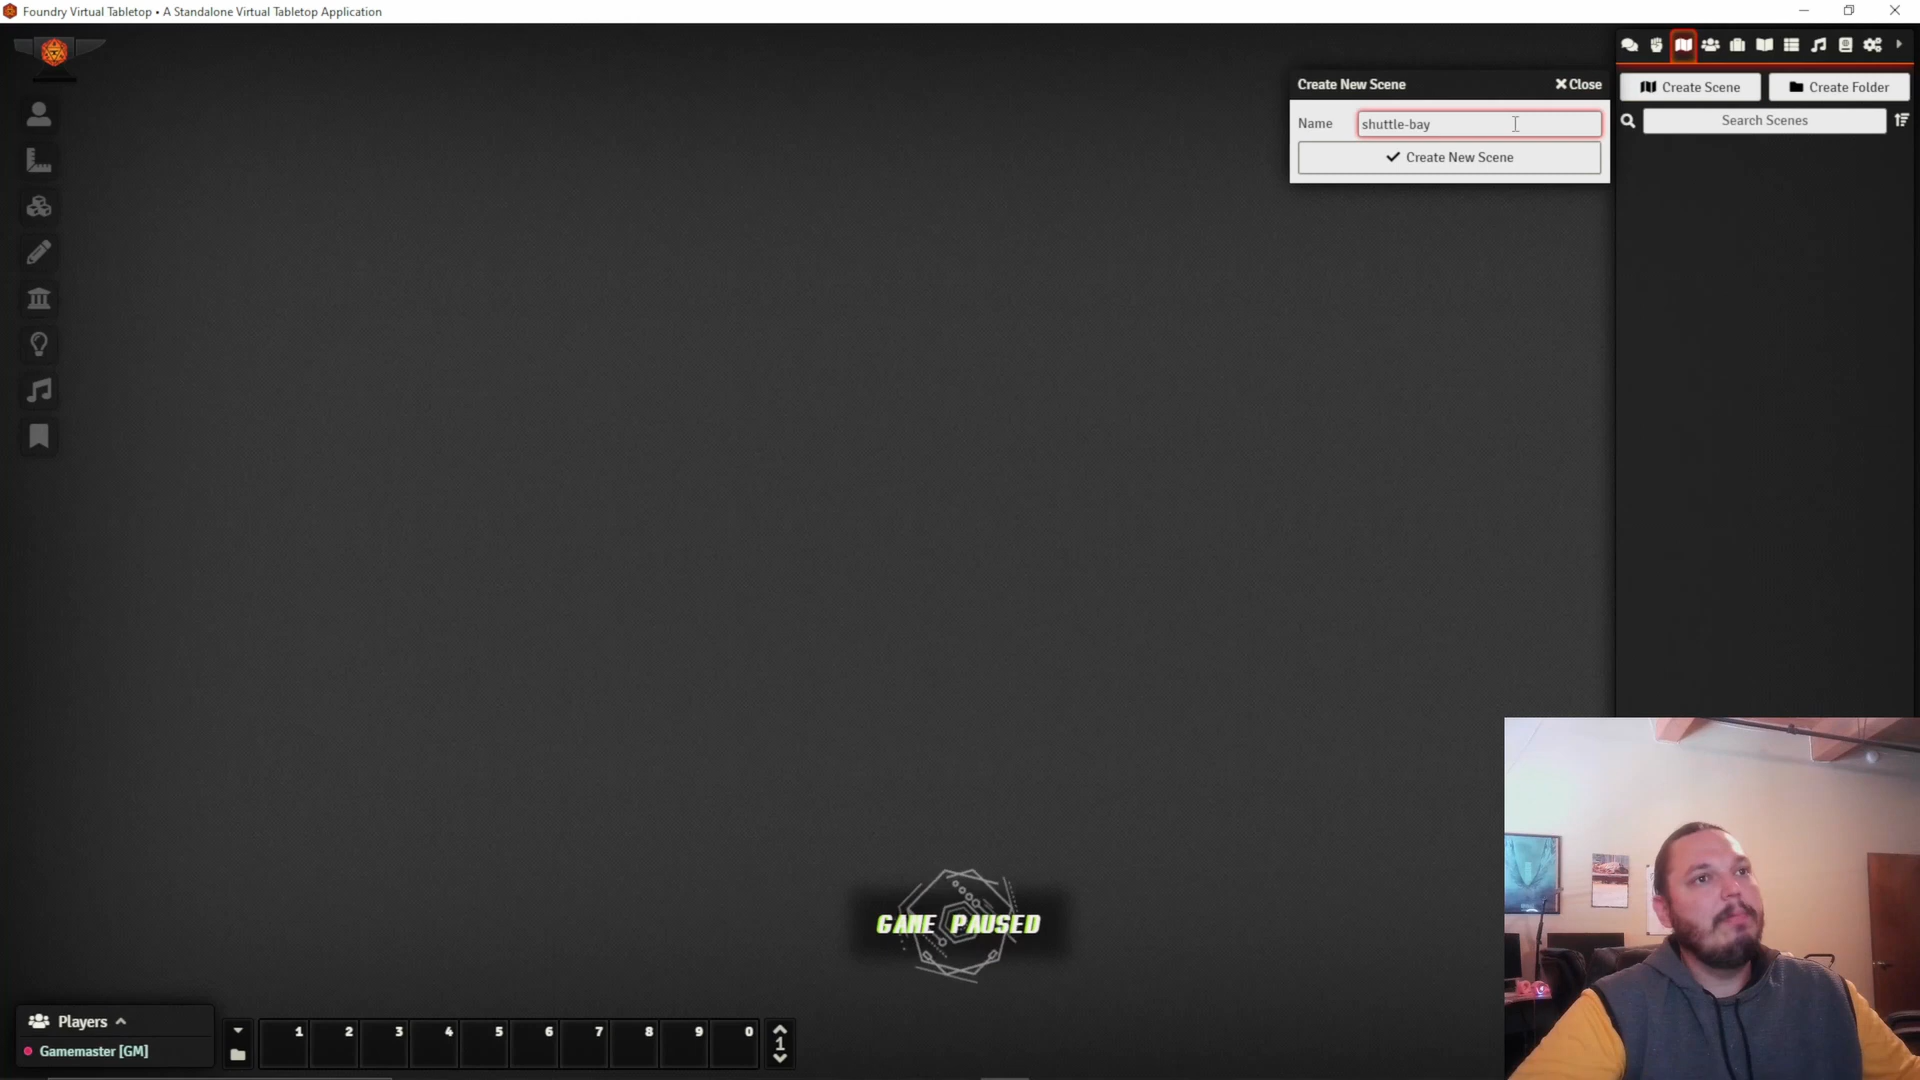 Foundry Virtual Tabletop • A Standalone Virtual Tabletop Application
Create Scene
Create Folder
Search Scenes
Create New Scene
Close
Name
shuttle-bay
Create New Scene
GAME PAUSED
Players
Gamemaster [GM]
1 2 3 4 5 6 7 8 9 0
1